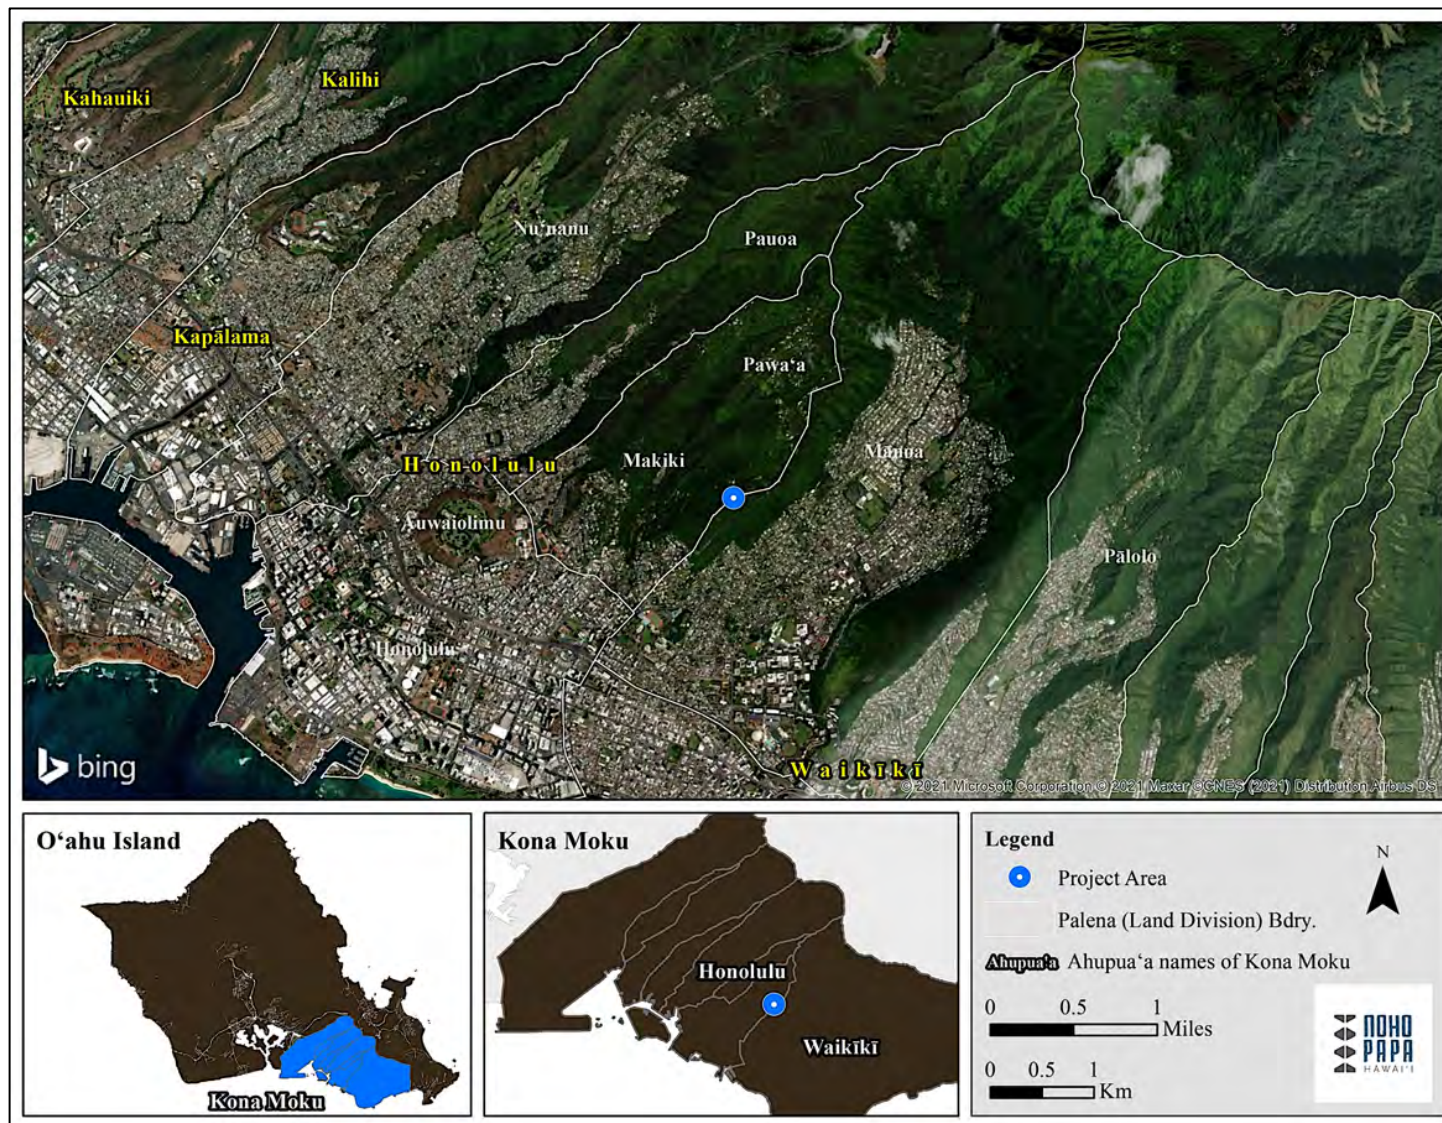 Kahauiki
Kalihi
Nuʻuanu
Pauoa
Kapālama
Pawaʻa
Honolulu
Makiki
Mānoa
Auwaiolimu
Pālolo
Honolulu
Waikīkī
bing
© 2021 Microsoft Corporation © 2021 Maxar ©CNES (2021) Distribution Airbus DS
Oʻahu Island
Kona Moku
Kona Moku
Honolulu
Waikīkī
Legend
N
Project Area
Palena (Land Division) Bdry.
Ahupuaʻa Ahupuaʻa names of Kona Moku
0 0.5 1
Miles
0 0.5 1
Km
NOHO
PAPA
HAWAIʻI